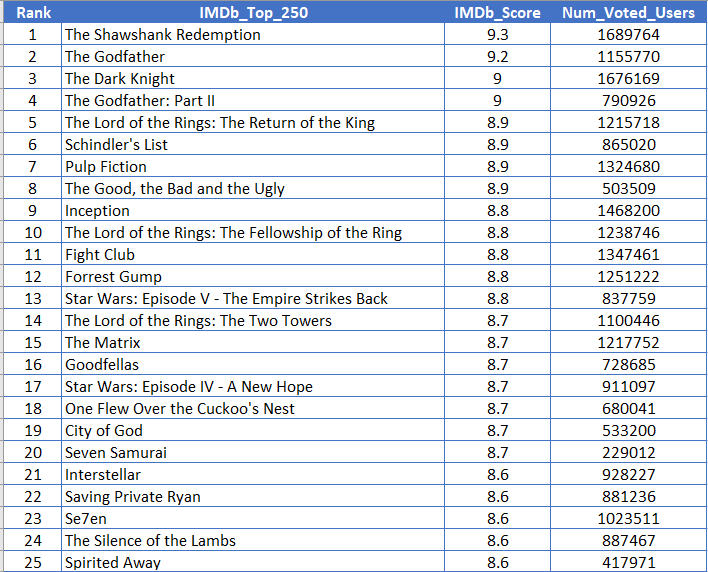 Rank IMDb_Top_250 IMDb_Score Num_Voted_Users
1 The Shawshank Redemption 9.3 1689764
2 The Godfather 9.2 1155770
3 The Dark Knight 9 1676169
4 The Godfather: Part II 9 790926
5 The Lord of the Rings: The Return of the King 8.9 1215718
6 Schindler's List 8.9 865020
7 Pulp Fiction 8.9 1324680
8 The Good, the Bad and the Ugly 8.9 503509
9 Inception 8.8 1468200
10 The Lord of the Rings: The Fellowship of the Ring 8.8 1238746
11 Fight Club 8.8 1347461
12 Forrest Gump 8.8 1251222
13 Star Wars: Episode V - The Empire Strikes Back 8.8 837759
14 The Lord of the Rings: The Two Towers 8.7 1100446
15 The Matrix 8.7 1217752
16 Goodfellas 8.7 728685
17 Star Wars: Episode IV - A New Hope 8.7 911097
18 One Flew Over the Cuckoo's Nest 8.7 680041
19 City of God 8.7 533200
20 Seven Samurai 8.7 229012
21 Interstellar 8.6 928227
22 Saving Private Ryan 8.6 881236
23 Se7en 8.6 1023511
24 The Silence of the Lambs 8.6 887467
25 Spirited Away 8.6 417971